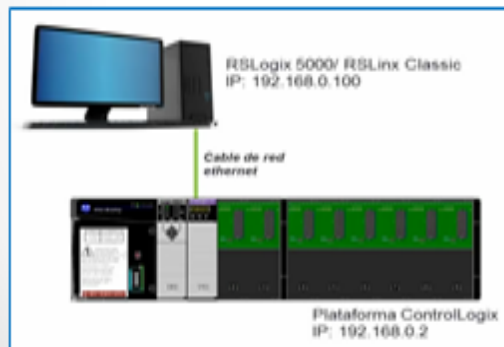 RSLogix 5000/ RSLinx Classic
IP: 192.168.0.100
Cable de red
ethernet
Plataforma ControlLogix
IP: 192.168.0.2